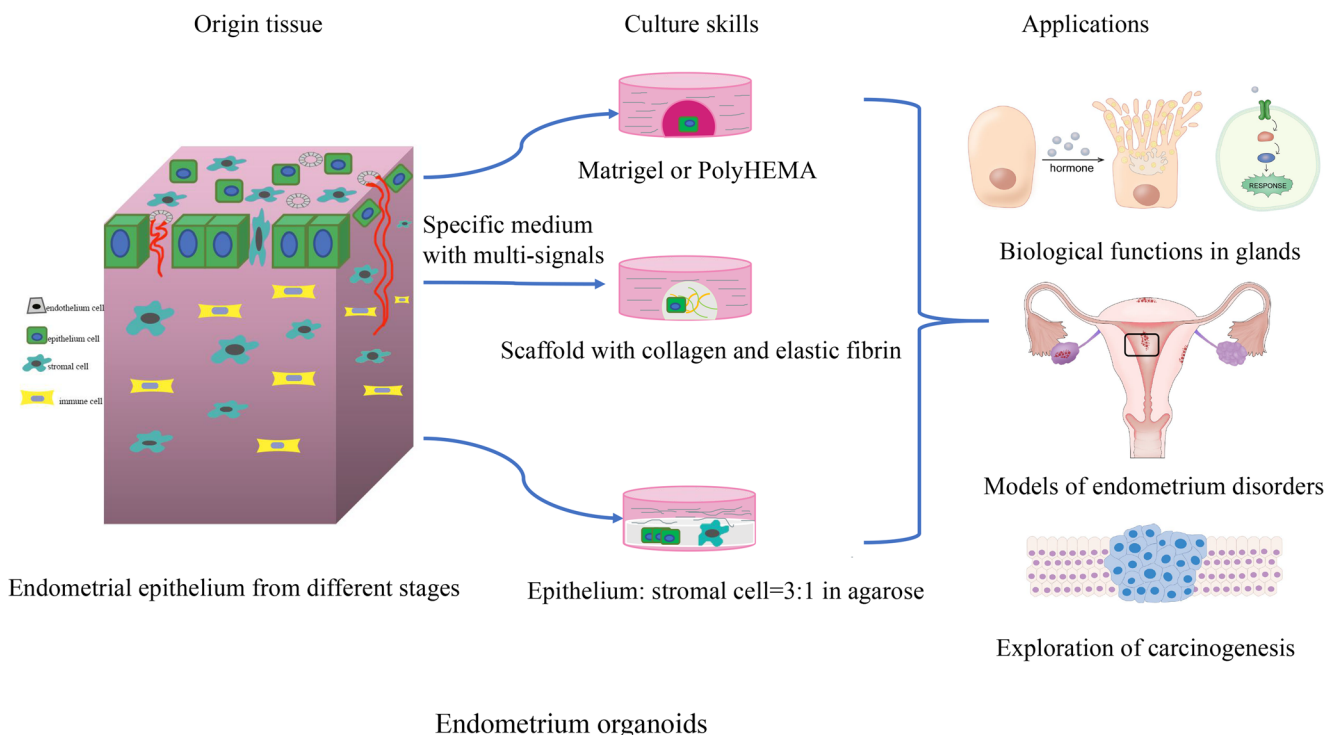 Origin tissue
Culture skills
Applications
Matrigel or PolyHEMA
hormone
RESPONSE
Biological functions in glands
Specific medium
with multi-signals
endothelium cell
epithelium cell
stromal cell
immune cell
Scaffold with collagen and elastic fibrin
Models of endometrium disorders
Endometrial epithelium from different stages
Epithelium: stromal cell=3:1 in agarose
Exploration of carcinogenesis
Endometrium organoids